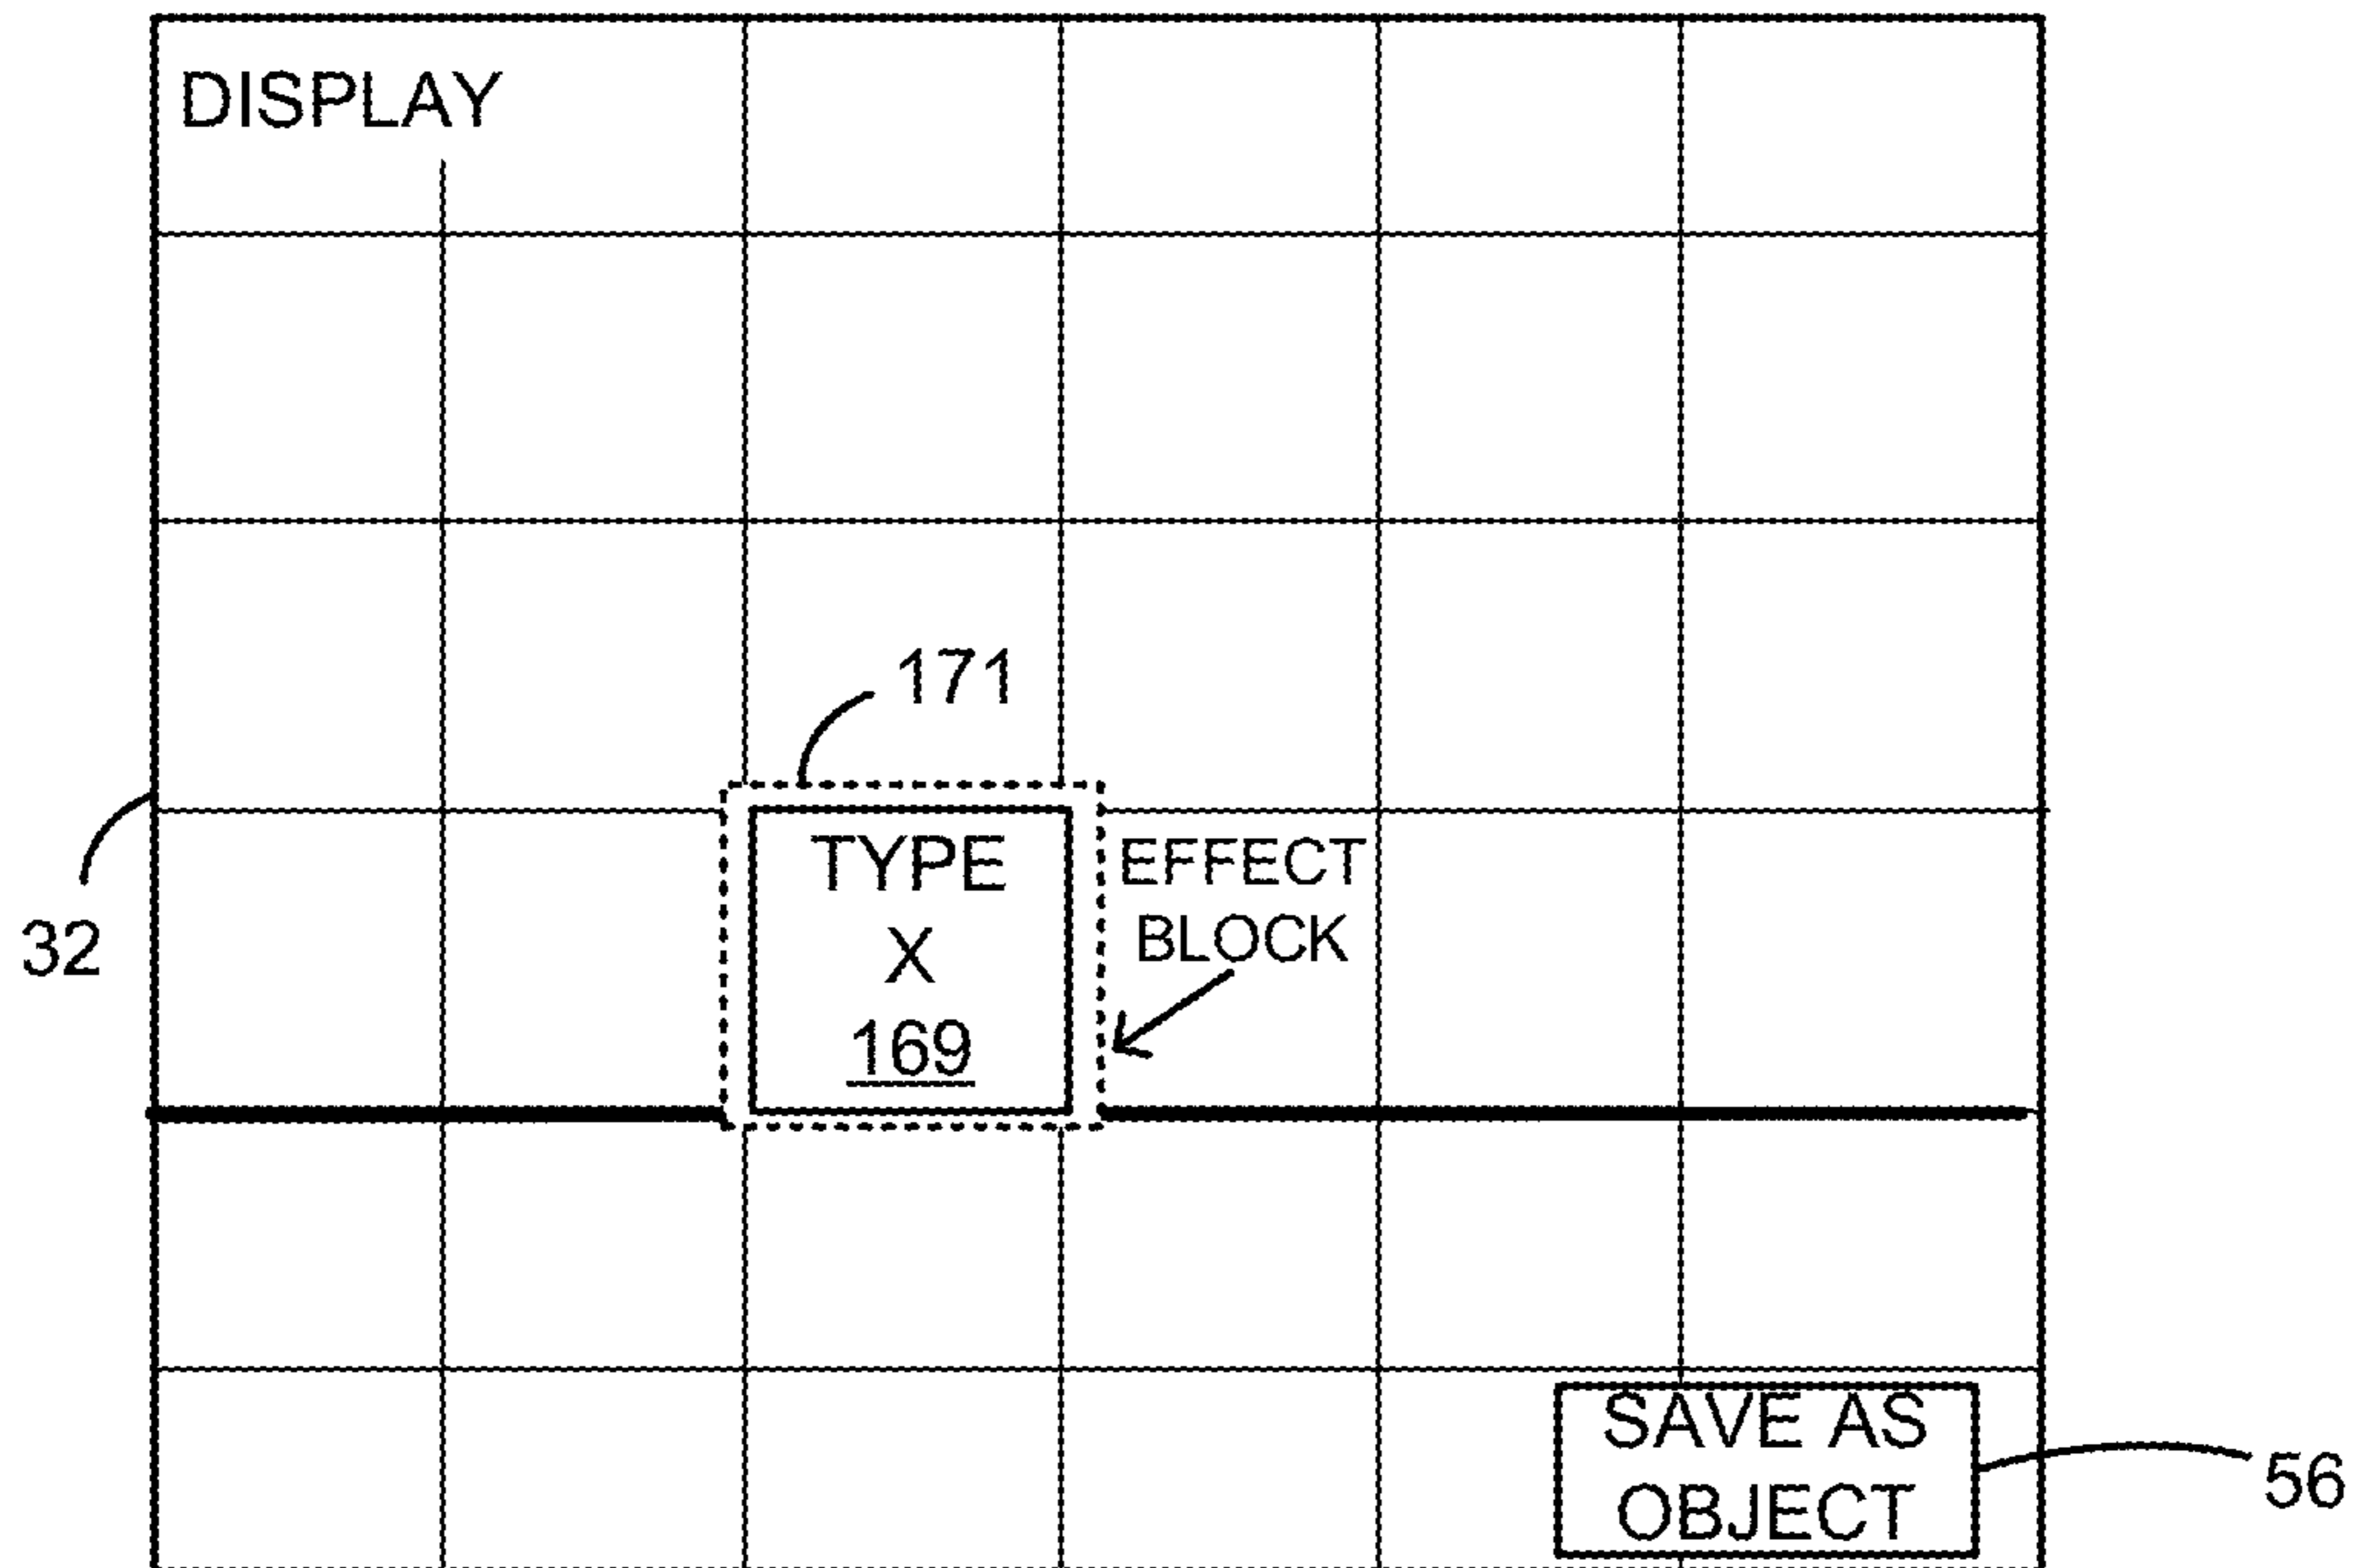 DISPLAY
171
TYPE
X
169
EFFECT
BLOCK
32
SAVE AS
OBJECT
56